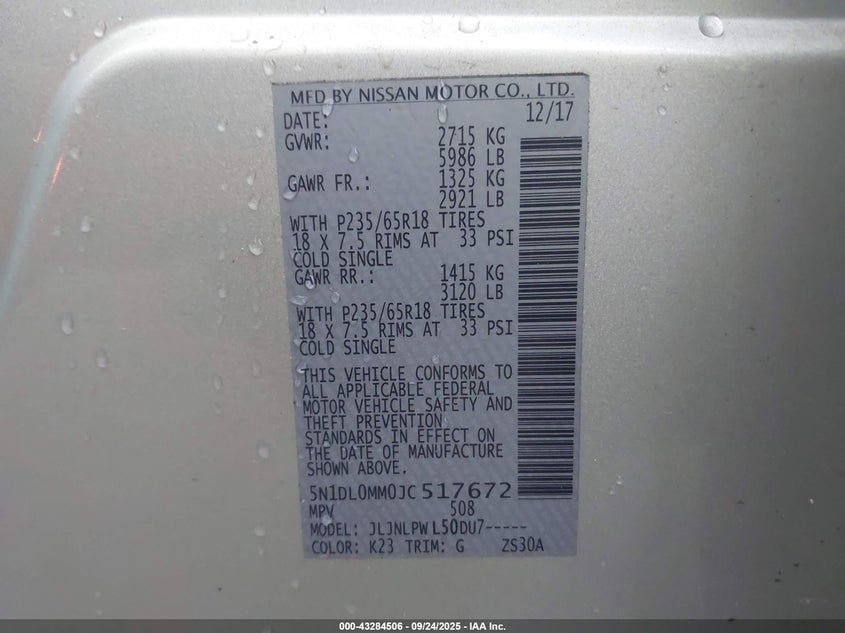 MFD BY NISSAN MOTOR CO., LTD.
DATE: 12/17
GVWR: 2715 KG
5986 LB
GAWR FR.: 1325 KG
2921 LB
WITH P235/65R18 TIRES
18 X 7.5 RIMS AT 33 PSI
COLD SINGLE
GAWR RR.: 1415 KG
3120 LB
WITH P235/65R18 TIRES
18 X 7.5 RIMS AT 33 PSI
COLD SINGLE
THIS VEHICLE CONFORMS TO
ALL APPLICABLE FEDERAL
MOTOR VEHICLE SAFETY AND
THEFT PREVENTION
STANDARDS IN EFFECT ON
THE DATE OF MANUFACTURE
SHOWN ABOVE.
5N1DL0MM0JC517672
MPV 508
MODEL: JLJNLPWL50DU7-----
COLOR: K23 TRIM: G ZS30A
000-43284506 - 09/24/2025 - IAA Inc.